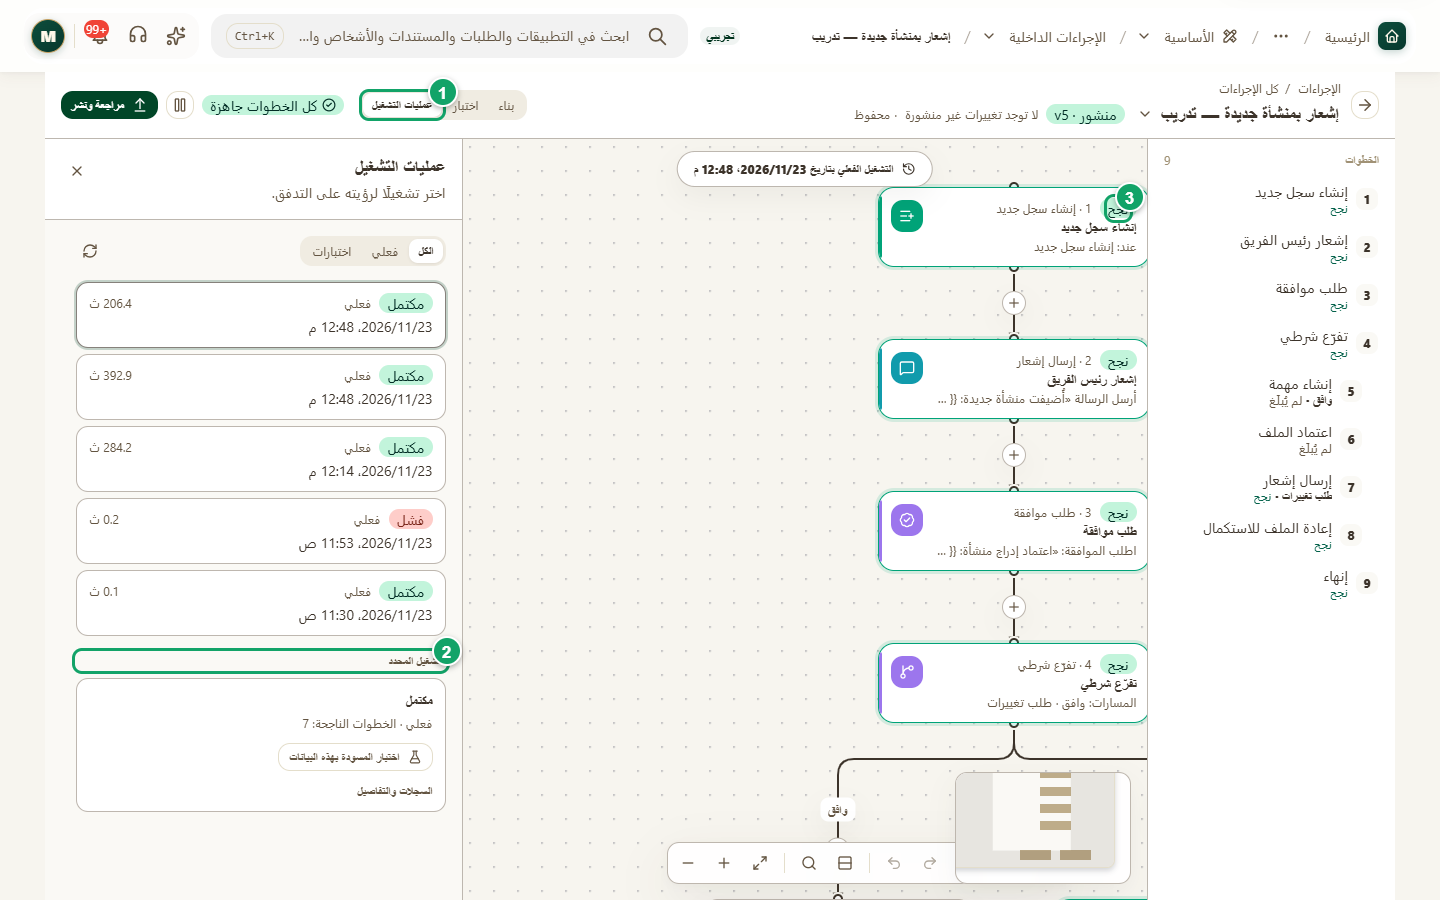 الرئيسية / ... / الأساسية / الإجراءات الداخلية / إشعار بمنشأة جديدة — تدريب
تجريبي
ابحث في التطبيقات والطلبات والمستندات والأشخاص وا...
Ctrl+K
99+
M
الإجراءات / كل الإجراءات
إشعار بمنشأة جديدة — تدريب
منشور · v5
لا توجد تغييرات غير منشورة · محفوظ
بناء
اختبار
عمليات التشغيل
1
كل الخطوات جاهزة
مراجعة ونشر
الخطوات
9
1
إنشاء سجل جديد
نجح
2
إشعار رئيس الفريق
نجح
3
طلب موافقة
نجح
4
تفرّع شرطي
نجح
5
إنشاء مهمة
وافق · لم يُبلَغ
6
اعتماد الملف
لم يُبلَغ
7
إرسال إشعار
طلب تغييرات · نجح
8
إعادة الملف للاستكمال
نجح
9
إنهاء
نجح
التشغيل الفعلي بتاريخ 2026/11/23، 12:48 م
3
نجح
1 · إنشاء سجل جديد
إنشاء سجل جديد
عند: إنشاء سجل جديد
نجح
2 · إرسال إشعار
إشعار رئيس الفريق
أرسل الرسالة «أضيفت منشأة جديدة: {{ ...
نجح
3 · طلب موافقة
طلب موافقة
اطلب الموافقة: «اعتماد إدراج منشأة: {{ ...
نجح
4 · تفرّع شرطي
تفرّع شرطي
المسارات: وافق · طلب تغييرات
وافق
عمليات التشغيل
اختر تشغيلًا لرؤيته على التدفق.
الكل
فعلي
اختبارات
مكتمل
فعلي
206.4 ث
2026/11/23، 12:48 م
مكتمل
فعلي
392.9 ث
2026/11/23، 12:48 م
مكتمل
فعلي
284.2 ث
2026/11/23، 12:14 م
فشل
فعلي
0.2 ث
2026/11/23، 11:53 ص
مكتمل
فعلي
0.1 ث
2026/11/23، 11:30 ص
2
المحدد
مكتمل
فعلي · الخطوات الناجحة: 7
اختبار المسودة بهذه البيانات
السجلات والتفاصيل